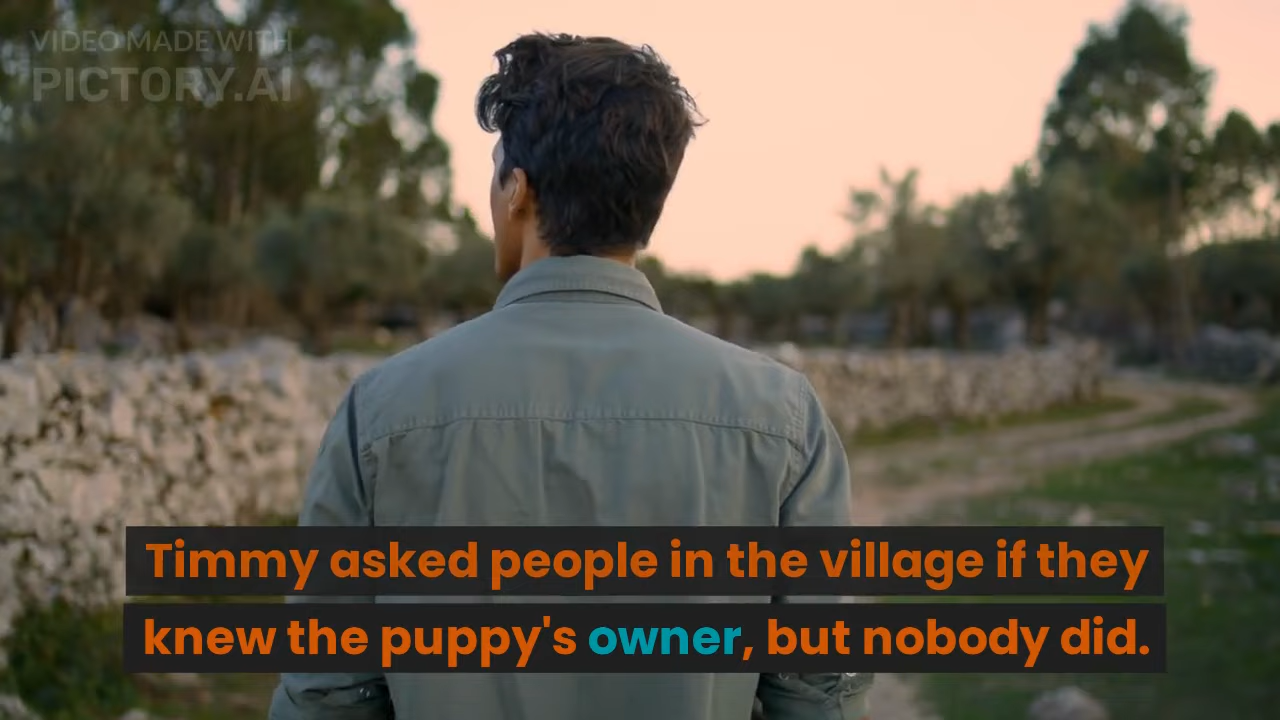 VIDEO MADE WITH
PICTORY.AI
Timmy asked people in the village if they
knew the puppy's owner, but nobody did.